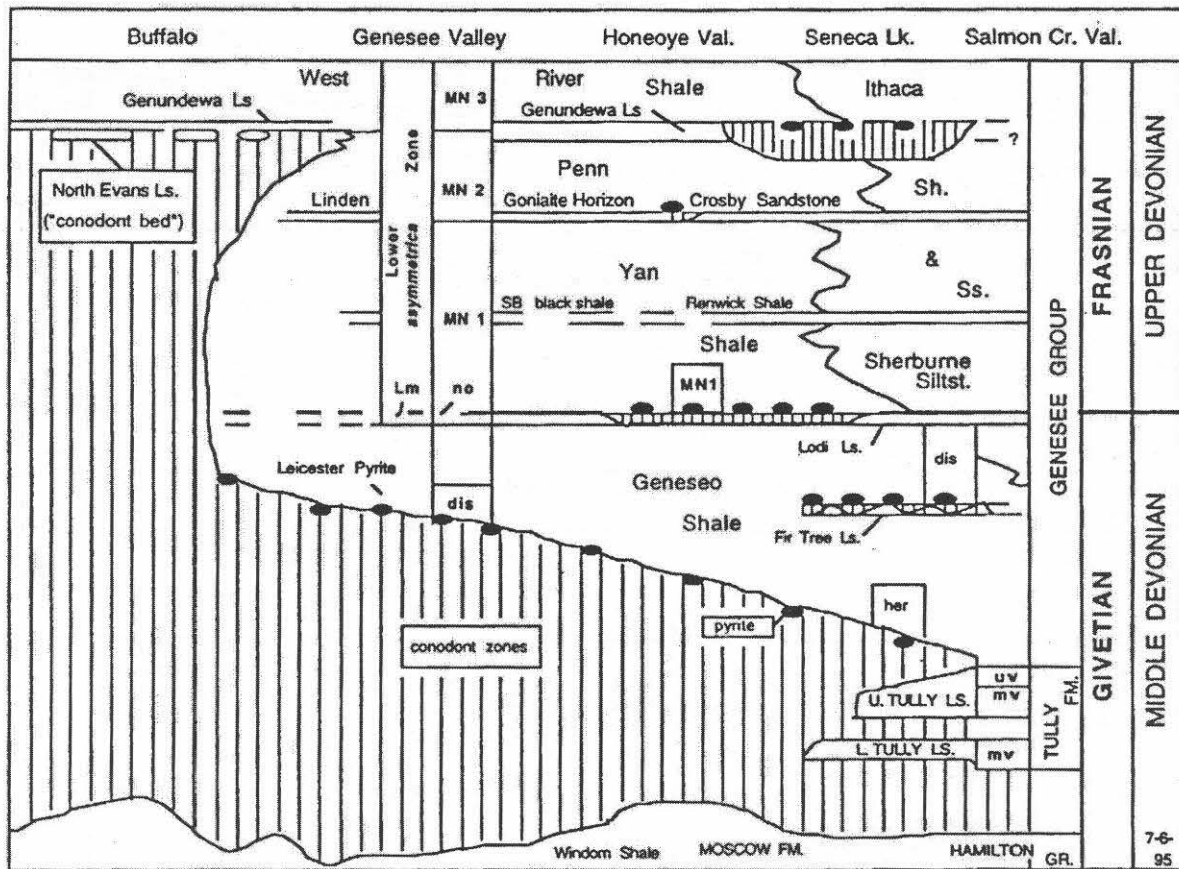 Buffalo Genesee Valley Honeoye Val. Seneca Lk. Salmon Cr. Val.
West River Shale Ithaca
MN 3
Genundewa Ls
Genundewa Ls
Zone
?
North Evans Ls.
("conodont bed")
Penn
Sh.
MN 2
Linden Gonialte Horizon Crosby Sandstone
Lower
asymmetrica
Yan
&
Ss.
MN 1
SB black shale Renwick Shale
Shale
Sherburne
Siltst.
MN1
Lm no
Lodi Ls.
dis
Leicester Pyrite
Geneseo
Shale
dis
Fir Tree Ls.
her
pyrite
conodont zones
uv
mv
U. TULLY LS.
L. TULLY LS.
mv
TULLY
FM.
Windom Shale MOSCOW FM. HAMILTON GR.
GENESEE GROUP
FRASNIAN
GIVETIAN
UPPER DEVONIAN
MIDDLE DEVONIAN
7-6-
95